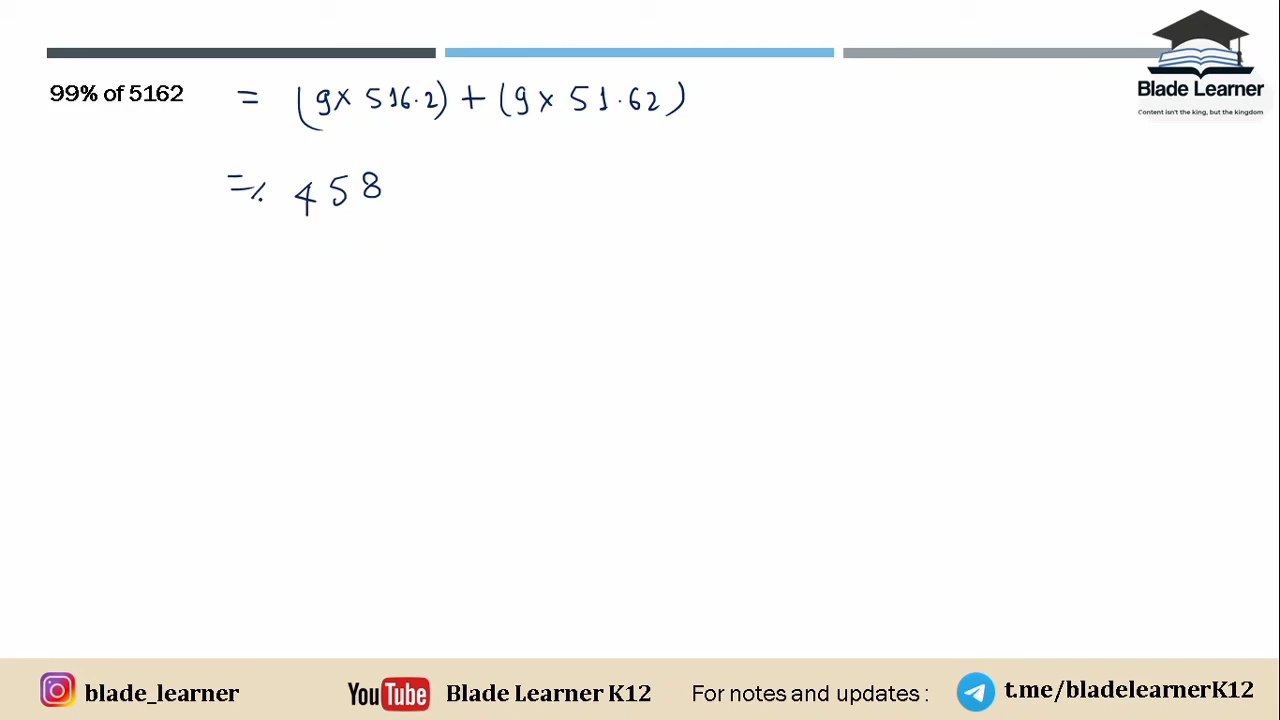 Blade Learner
Content isn't the king, but the kingdom
99% of 5162 = (9× 516.2) + (9× 51.62)
= 458
blade_learner
YouTube Blade Learner K12
For notes and updates : t.me/bladelearnerK12